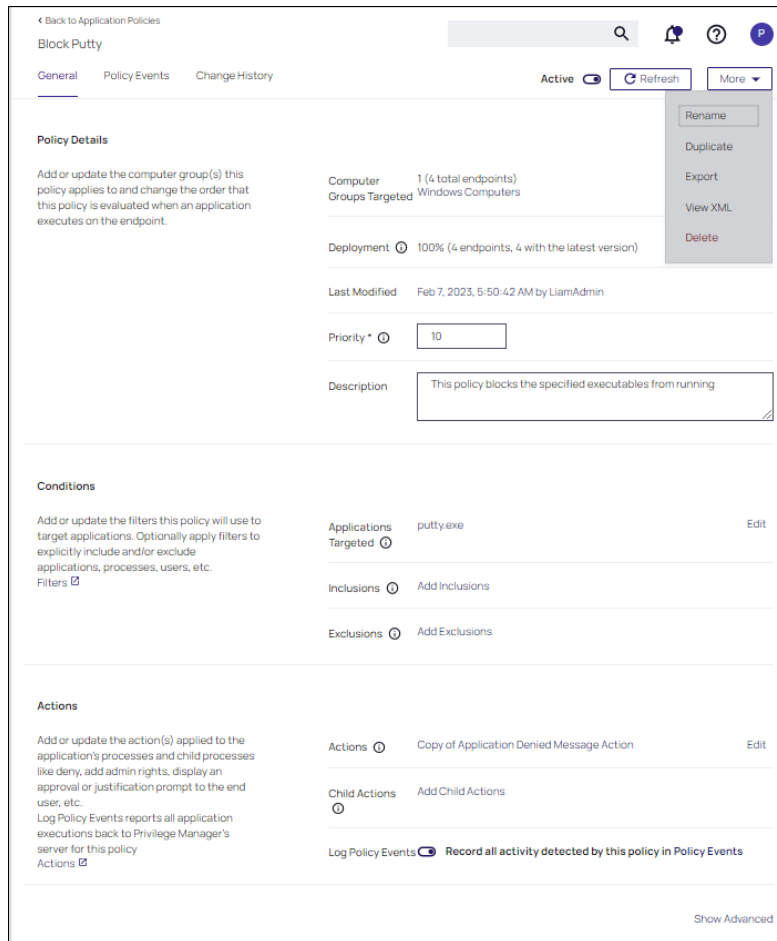 Back to Application Policies
Block Putty
P
General Policy Events Change History
Active Refresh More
Rename
Duplicate
Export
View XML
Delete
Policy Details
Add or update the computer group(s) this
policy applies to and change the order that
this policy is evaluated when an application
executes on the endpoint.
Computer
Groups Targeted
1 (4 total endpoints)
Windows Computers
Deployment 100% (4 endpoints, 4 with the latest version)
Last Modified Feb 7, 2023, 5:50:42 AM by LiamAdmin
Priority * 10
Description This policy blocks the specified executables from running
Conditions
Add or update the filters this policy will use to
target applications. Optionally apply filters to
explicitly include and/or exclude
applications, processes, users, etc.
Filters
Applications
Targeted
putty.exe Edit
Inclusions Add Inclusions
Exclusions Add Exclusions
Actions
Add or update the action(s) applied to the
application's processes and child processes
like deny, add admin rights, display an
approval or justification prompt to the end
user, etc.
Log Policy Events reports all application
executions back to Privilege Manager's
server for this policy
Actions
Actions Copy of Application Denied Message Action Edit
Child Actions Add Child Actions
Log Policy Events Record all activity detected by this policy in Policy Events
Show Advanced